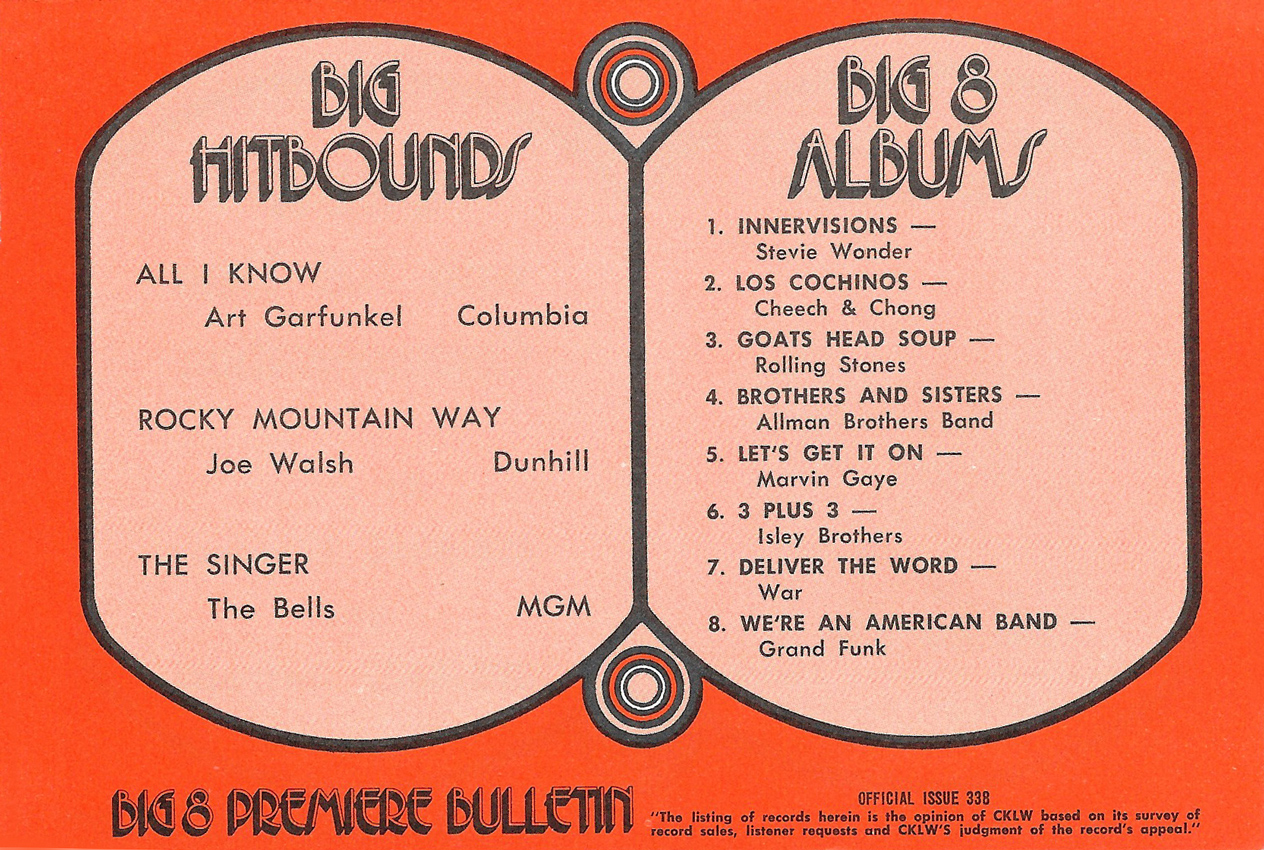 BIG
HITBOUNDS
ALL I KNOW
Art Garfunkel Columbia
ROCKY MOUNTAIN WAY
Joe Walsh Dunhill
THE SINGER
The Bells MGM
BIG 8
ALBUMS
1. INNERVISIONS —
Stevie Wonder
2. LOS COCHINOS —
Cheech & Chong
3. GOATS HEAD SOUP —
Rolling Stones
4. BROTHERS AND SISTERS —
Allman Brothers Band
5. LET'S GET IT ON —
Marvin Gaye
6. 3 PLUS 3 —
Isley Brothers
7. DELIVER THE WORD —
War
8. WE'RE AN AMERICAN BAND —
Grand Funk
BIG 8 PREMIERE BULLETIN
OFFICIAL ISSUE 338
"The listing of records herein is the opinion of CKLW based on its survey of
record sales, listener requests and CKLW'S judgment of the record's appeal."